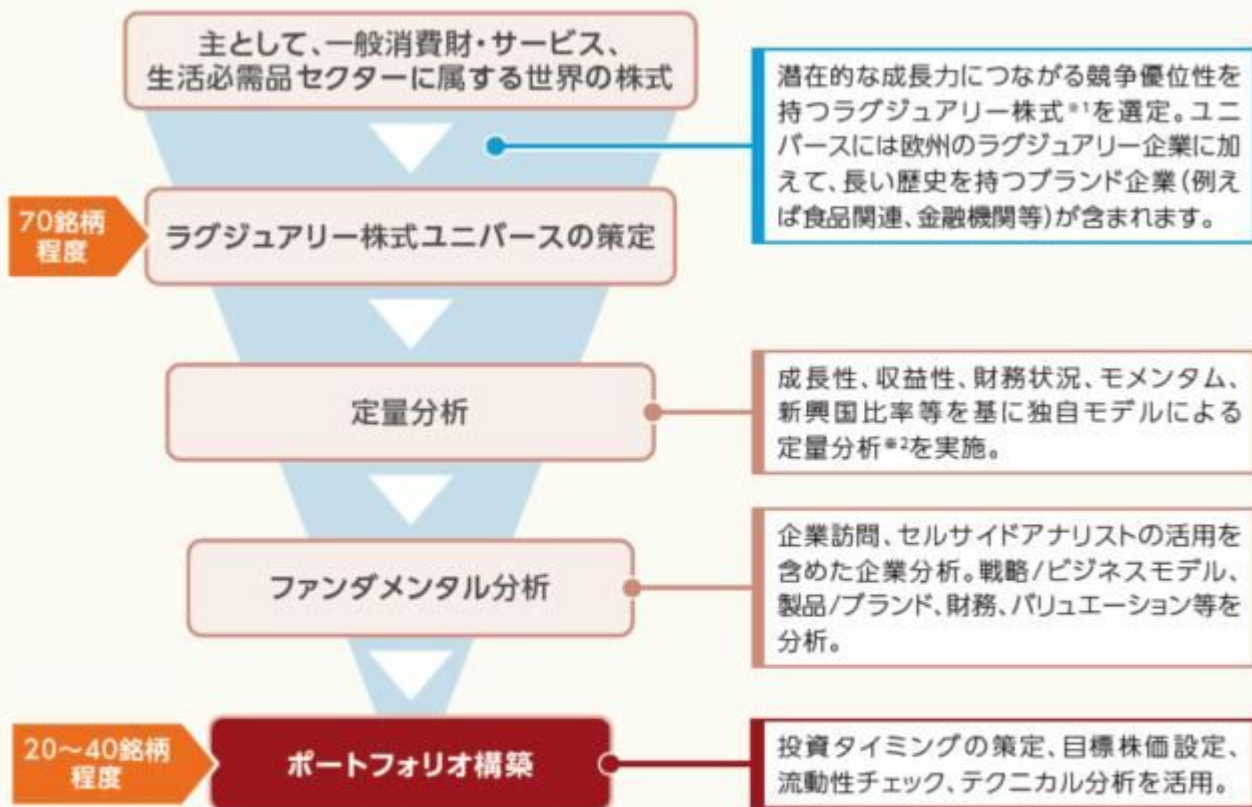 主として、一般消費財・サービス、
生活必需品セクターに属する世界の株式
潜在的な成長力につながる競争優位性を
持つラグジュアリー株式※1を選定。ユニ
バースには欧州のラグジュアリー企業に加
えて、長い歴史を持つブランド企業(例え
ば食品関連、金融機関等)が含まれます。
70銘柄
程度
ラグジュアリー株式ユニバースの策定
定量分析
成長性、収益性、財務状況、モメンタム、
新興国比率等を基に独自モデルによる
定量分析※2を実施。
ファンダメンタル分析
企業訪問、セルサイドアナリストの活用を
含めた企業分析。戦略/ビジネスモデル、
製品/ブランド、財務、バリュエーション等を
分析。
20～40銘柄
程度
ポートフォリオ構築
投資タイミングの策定、目標株価設定、
流動性チェック、テクニカル分析を活用。